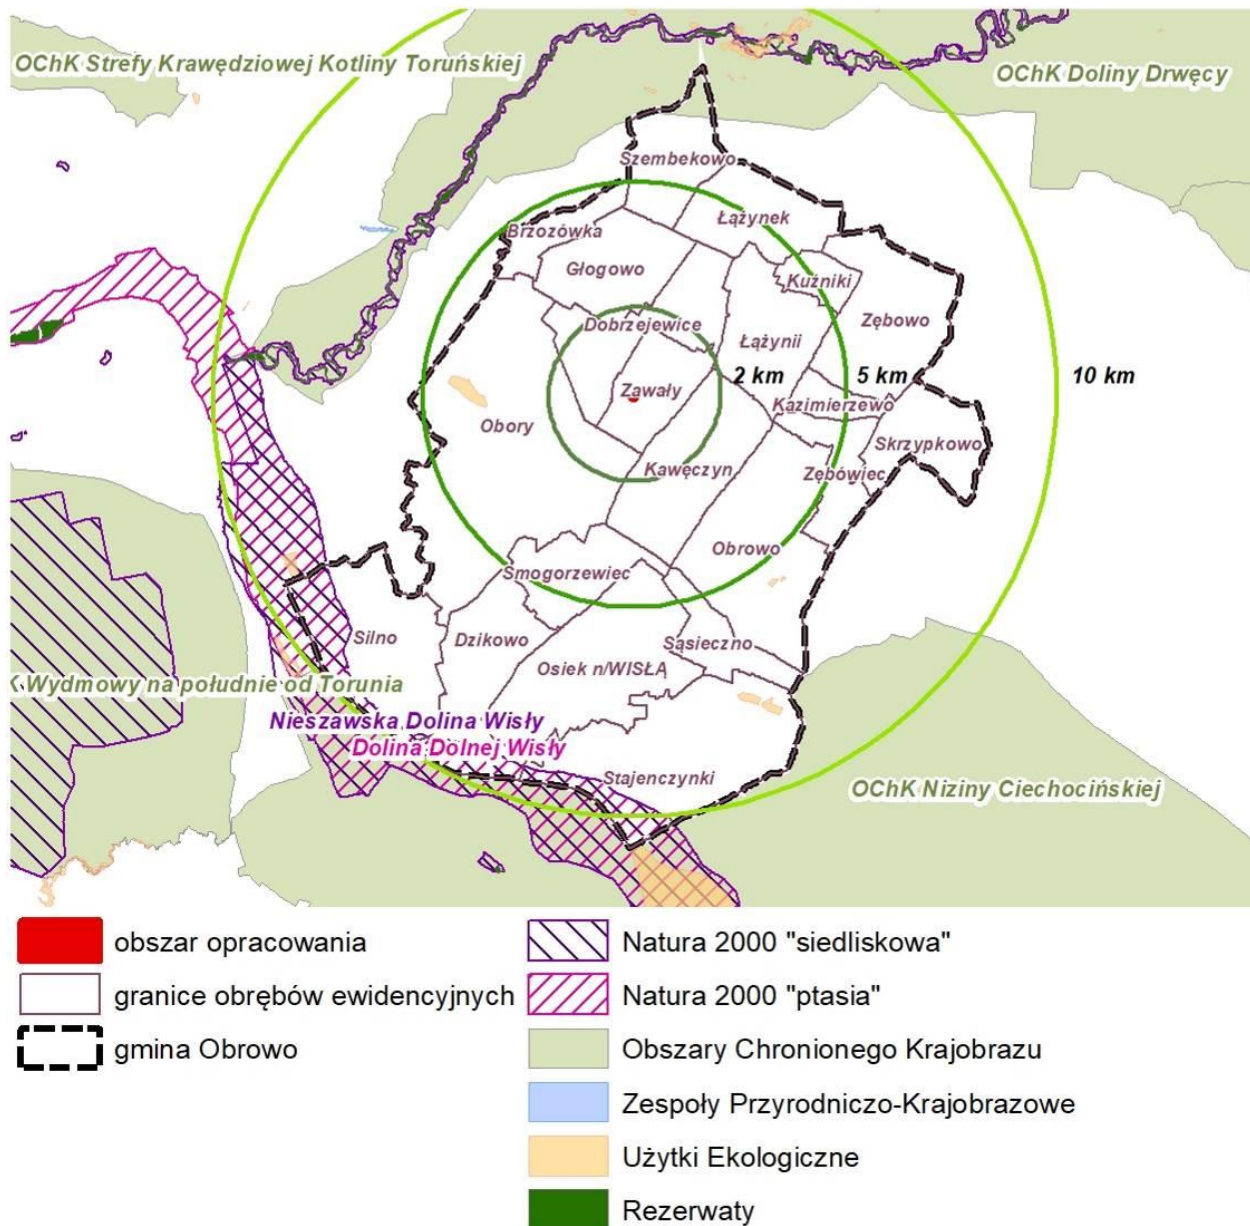 OChK Strefy Krawędziowej Kotliny Toruńskiej
OChK Doliny Drwęcy
Szembekowo
Łążynek
Brzozówka
Głogowo
Kuźniki
Zębowo
Dobrzejewice
Łążynii
Zawały
2 km
5 km
10 km
Kazimierzewo
Obory
Skrzypkowo
Kawęczyn
Zębówiec
Obrowo
Smogorzewiec
Silno
Dzikowo
Sąsieczno
Osiek n/WISŁĄ
K Wydmowy na południe od Torunia
Nieszawska Dolina Wisły
Dolina Dolnej Wisły
Stajenczynki
OChK Niziny Ciechocińskiej
obszar opracowania
granice obrębów ewidencyjnych
gmina Obrowo
Natura 2000 "siedliskowa"
Natura 2000 "ptasia"
Obszary Chronionego Krajobrazu
Zespoły Przyrodniczo-Krajobrazowe
Użytki Ekologiczne
Rezerwaty